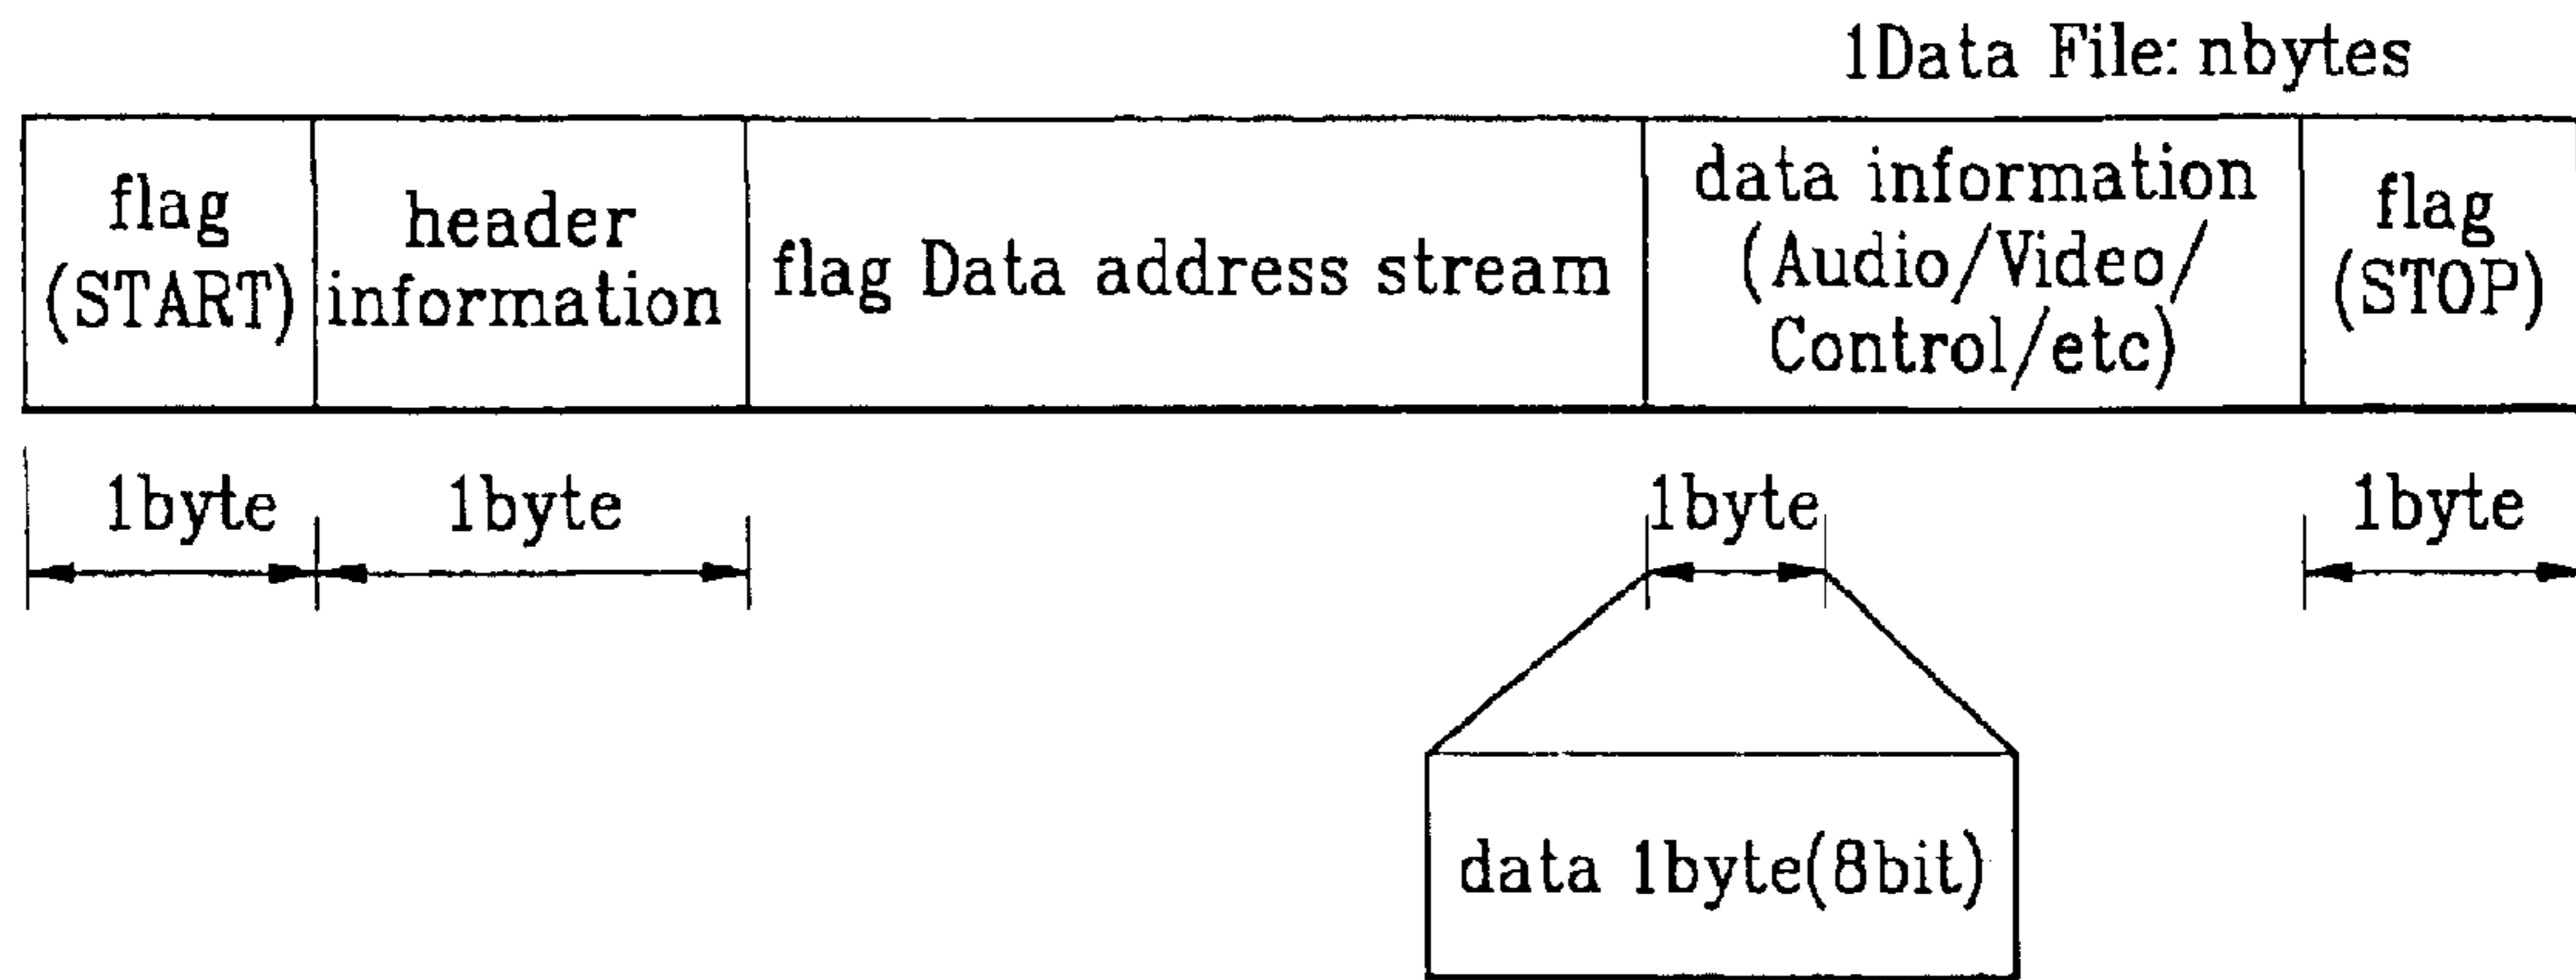 1Data File: nbytes
flag
(START)
header
information
flag Data address stream
data information
(Audio/Video/
Control/etc)
flag
(STOP)
1byte
1byte
1byte
1byte
data 1byte(8bit)